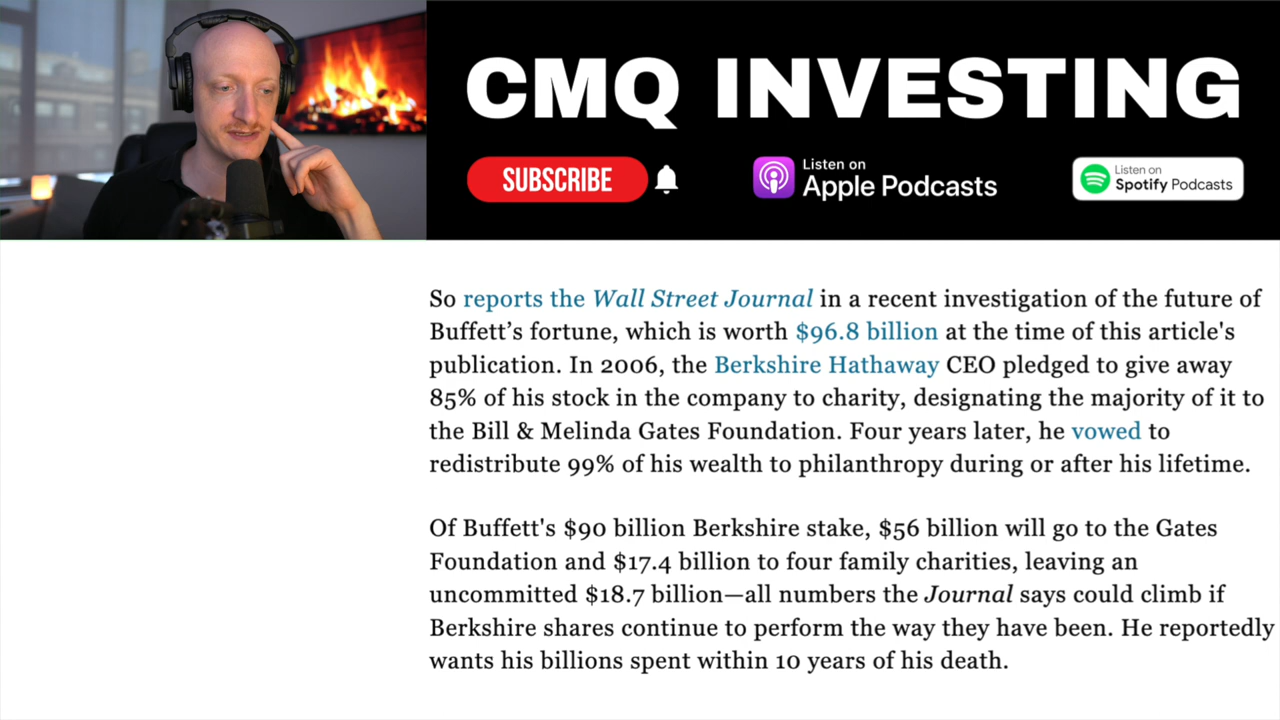 CMQ INVESTING
SUBSCRIBE
Listen on
Apple Podcasts
Listen on
Spotify Podcasts
So reports the Wall Street Journal in a recent investigation of the future of
Buffett’s fortune, which is worth $96.8 billion at the time of this article's
publication. In 2006, the Berkshire Hathaway CEO pledged to give away
85% of his stock in the company to charity, designating the majority of it to
the Bill & Melinda Gates Foundation. Four years later, he vowed to
redistribute 99% of his wealth to philanthropy during or after his lifetime.
Of Buffett's $90 billion Berkshire stake, $56 billion will go to the Gates
Foundation and $17.4 billion to four family charities, leaving an
uncommitted $18.7 billion—all numbers the Journal says could climb if
Berkshire shares continue to perform the way they have been. He reportedly
wants his billions spent within 10 years of his death.